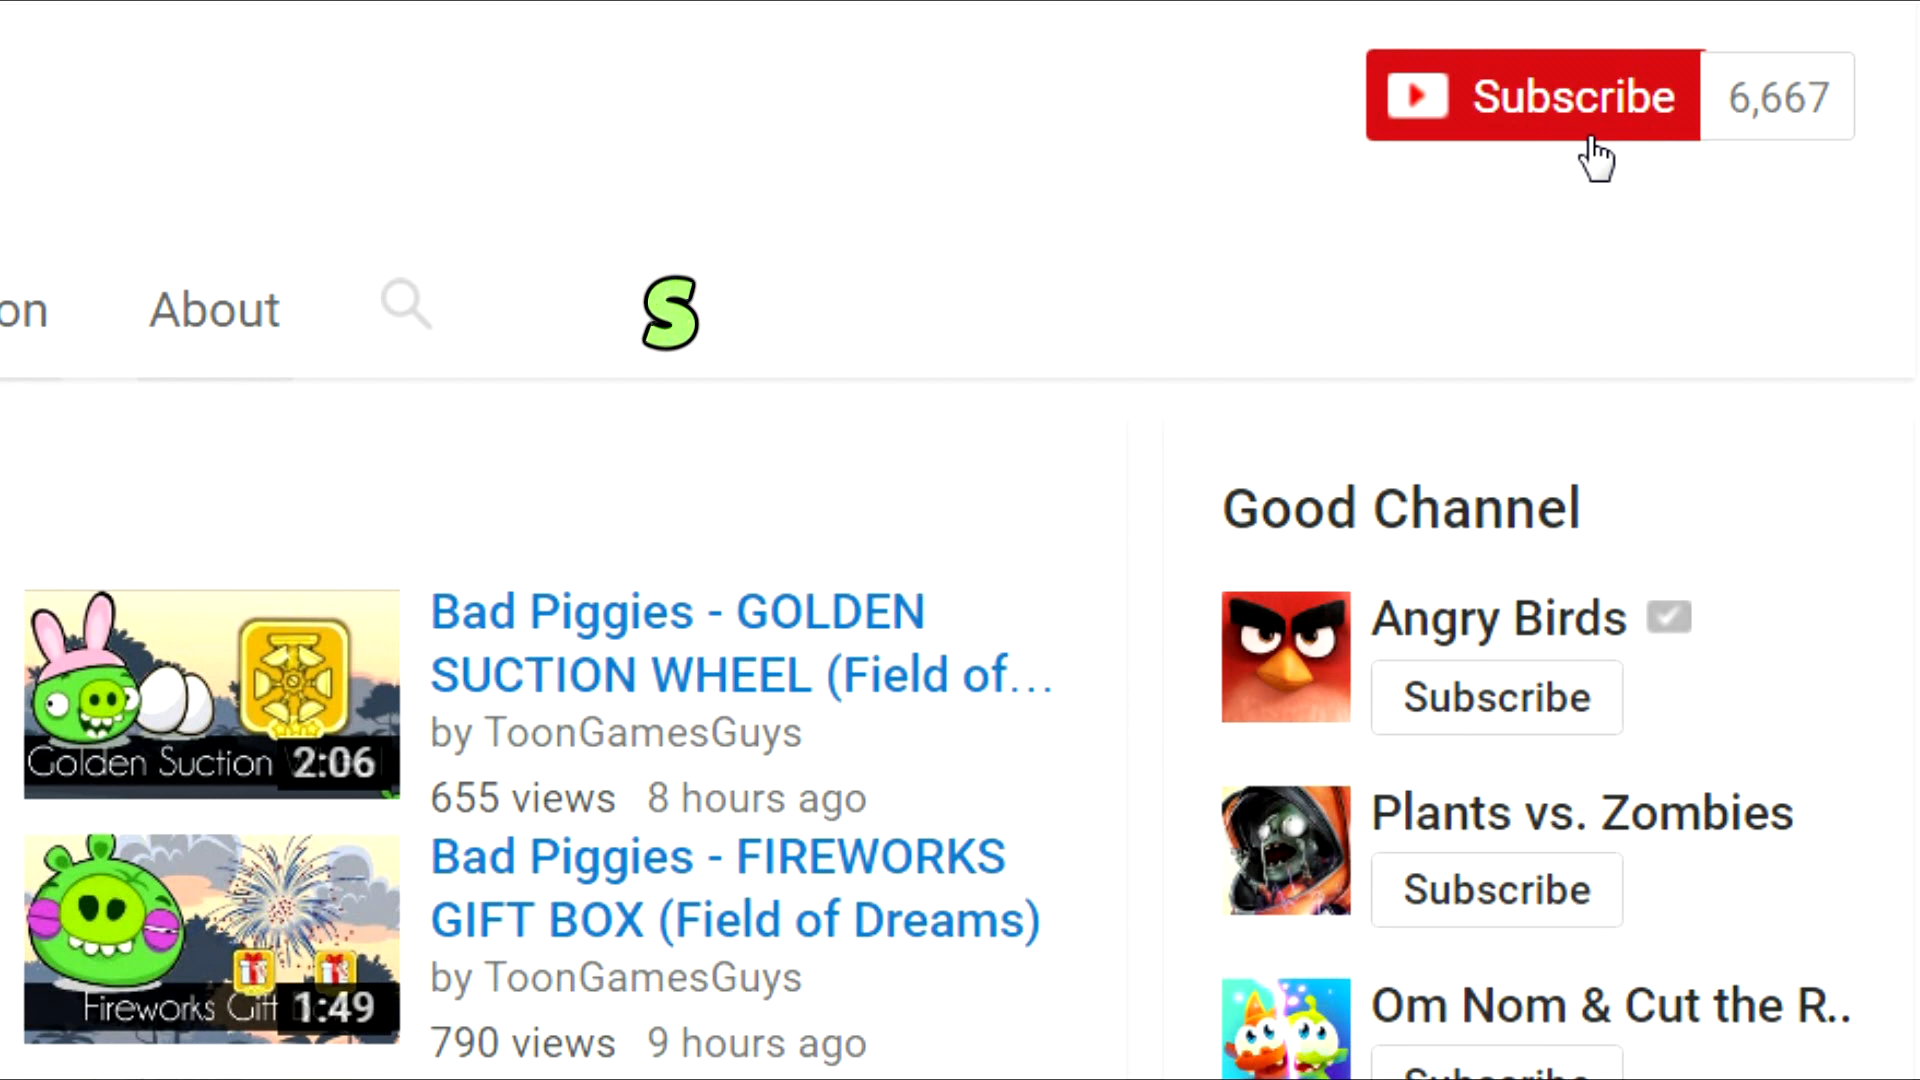 Subscribe 6,667
on About
S
Good Channel
Bad Piggies - GOLDEN
SUCTION WHEEL (Field of...
by ToonGamesGuys
655 views 8 hours ago
Golden Suction
2:06
Bad Piggies - FIREWORKS
GIFT BOX (Field of Dreams)
by ToonGamesGuys
790 views 9 hours ago
Fireworks Gift
1:49
Angry Birds
Subscribe
Plants vs. Zombies
Subscribe
Om Nom & Cut the R..
Subscribe